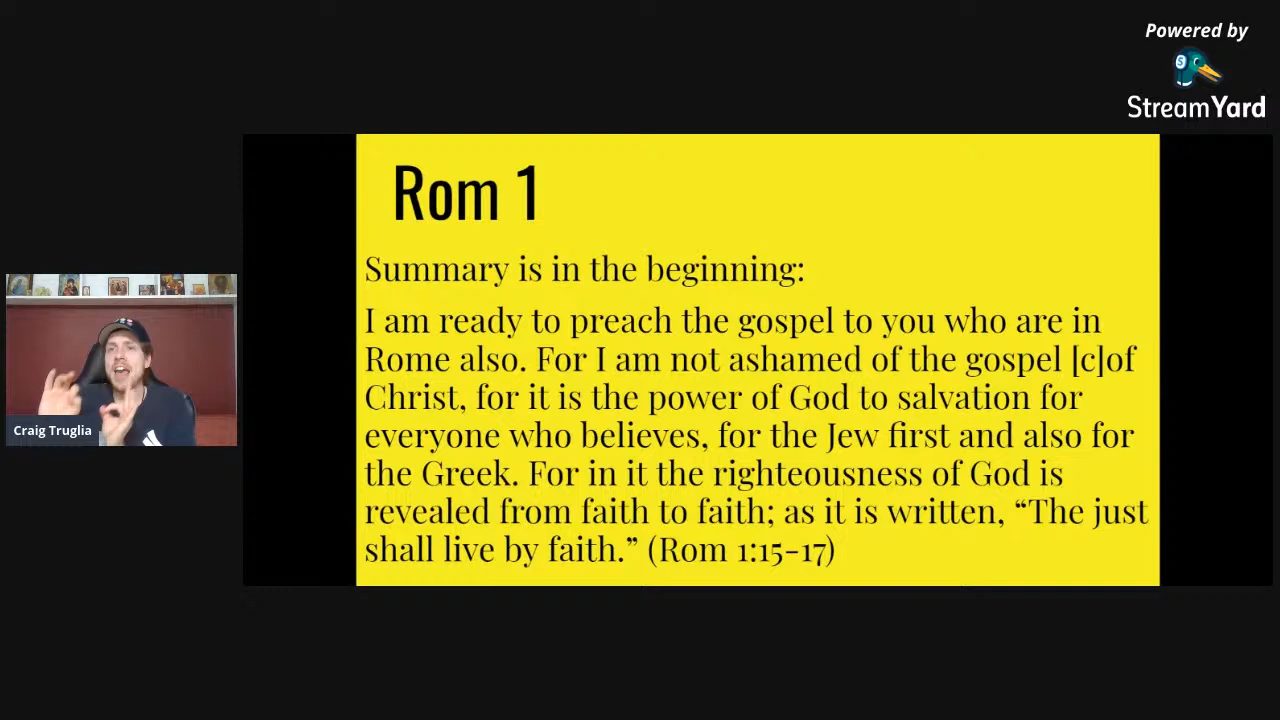 Powered by
StreamYard
Rom 1
Summary is in the beginning:
I am ready to preach the gospel to you who are in
Rome also. For I am not ashamed of the gospel [c]of
Christ, for it is the power of God to salvation for
everyone who believes, for the Jew first and also for
the Greek. For in it the righteousness of God is
revealed from faith to faith; as it is written, “The just
shall live by faith.” (Rom 1:15-17)
Craig Truglia